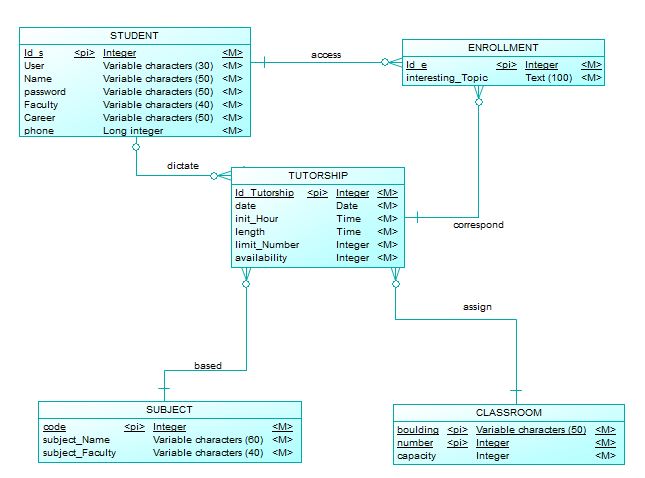 STUDENT
Id_s <pi> Integer <M>
User Variable characters (30) <M>
Name Variable characters (50) <M>
password Variable characters (50) <M>
Faculty Variable characters (40) <M>
Career Variable characters (50) <M>
phone Long integer <M>
access
ENROLLMENT
Id_e <pi> Integer <M>
interesting_Topic Text (100) <M>
dictate
TUTORSHIP
Id_Tutorship <pi> Integer <M>
date Date <M>
init_Hour Time <M>
length Time <M>
limit_Number Integer <M>
availability Integer <M>
correspond
assign
based
SUBJECT
code <pi> Integer <M>
subject_Name Variable characters (60) <M>
subject_Faculty Variable characters (40) <M>
CLASSROOM
boulding <pi> Variable characters (50) <M>
number <pi> Integer <M>
capacity Integer <M>